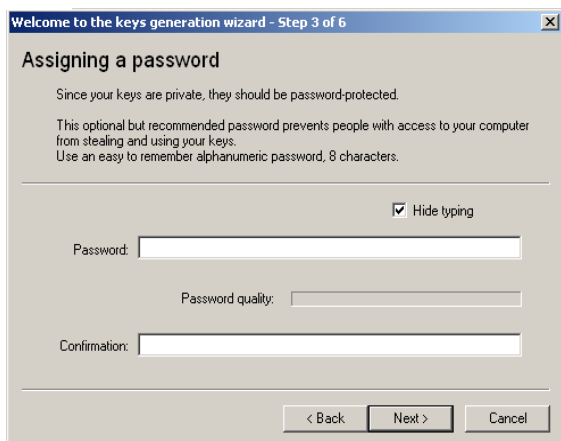 Welcome to the keys generation wizard - Step 3 of 6
Assigning a password
Since your keys are private, they should be password-protected.
This optional but recommended password prevents people with access to your computer
from stealing and using your keys.
Use an easy to remember alphanumeric password, 8 characters.
Hide typing
Password:
Password quality:
Confirmation:
< Back Next > Cancel